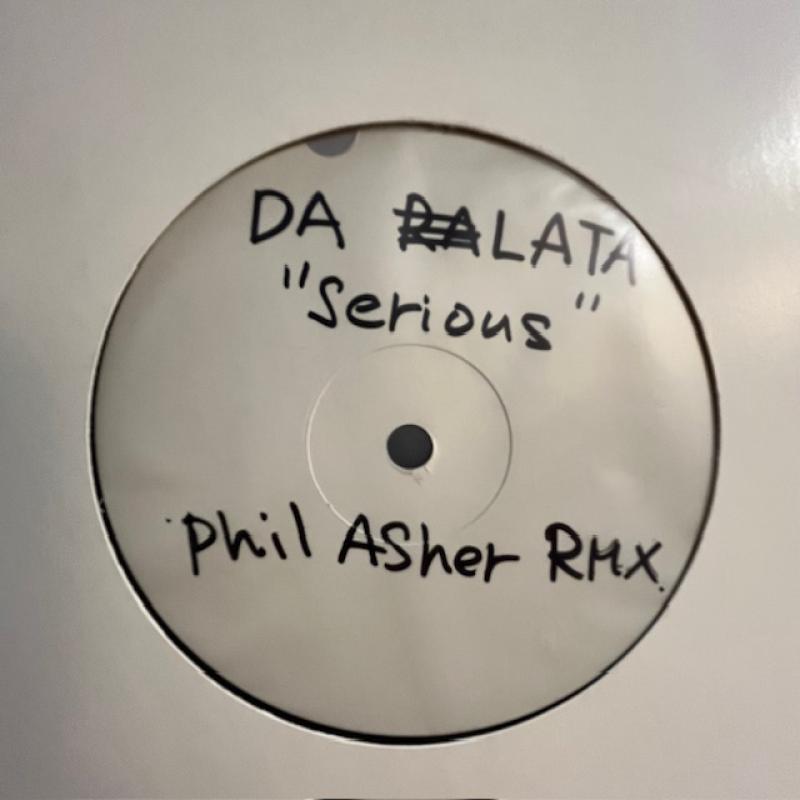 DA LATA
"Serious"
Phil ASher RMX